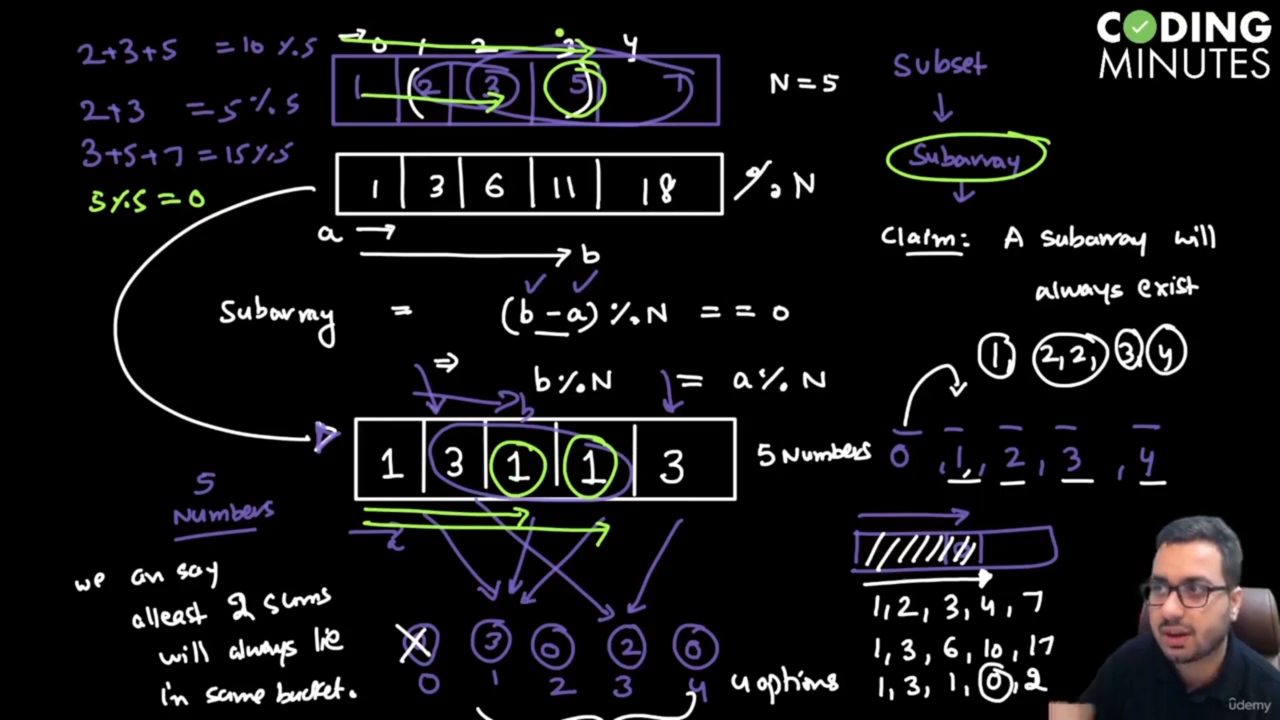 CODING
MINUTES
2+3+5 = 10 % 5
2+3 = 5 % 5
3+5+7 = 15 % 5
3 % 5 = 0
0 1 2 3 4
1 2 3 5 7
N = 5
1 3 6 11 18 % N
a
b
Subset
Subarray
Claim: A subarray will
always exist
Subarray = (b - a) % N == 0
⇒ b % N = a % N
1, 2, 2, 3, 4
b
1 3 1 1 3
5 Numbers
0, 1, 2, 3, 4
5
Numbers
a
we an say
atleast 2 sums
will always lie
in same bucket.
3 0 2 0
0 1 2 3 4
4 options
0
1, 2, 3, 4, 7
1, 3, 6, 10, 17
1, 3, 1, 0, 2
ûdemy